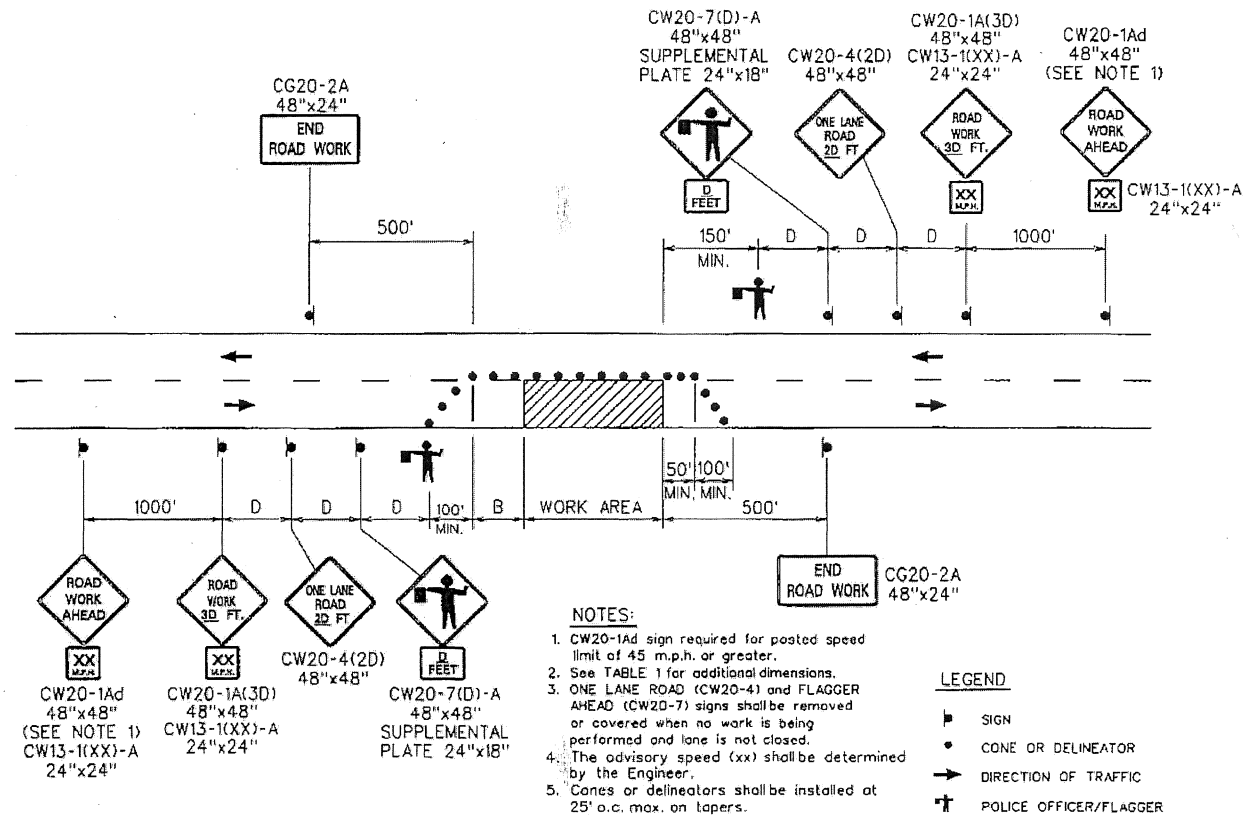 CW20-7(D)-A
48"x48"
SUPPLEMENTAL
PLATE 24"x18"
CW20-4(2D)
48"x48"
CW20-1A(3D)
48"x48"
CW13-1(XX)-A
24"x24"
CW20-1Ad
48"x48"
(SEE NOTE 1)
CG20-2A
48"x24"
END
ROAD WORK
D
FEET
ONE LANE
ROAD
2D FT
ROAD
WORK
3D FT.
XX
M.P.H.
ROAD
WORK
AHEAD
XX
M.P.H.
CW13-1(XX)-A
24"x24"
500'
150'
MIN.
D
D
D
1000'
50'
MIN.
100'
MIN.
1000'
D
D
D
100'
MIN.
B
WORK AREA
500'
ROAD
WORK
AHEAD
XX
M.P.H.
CW20-1Ad
48"x48"
(SEE NOTE 1)
CW13-1(XX)-A
24"x24"
ROAD
WORK
3D FT.
XX
M.P.H.
CW20-1A(3D)
48"x48"
CW13-1(XX)-A
24"x24"
ONE LANE
ROAD
2D FT
CW20-4(2D)
48"x48"
D
FEET
CW20-7(D)-A
48"x48"
SUPPLEMENTAL
PLATE 24"x18"
END
ROAD WORK
CG20-2A
48"x24"
NOTES:
1. CW20-1Ad sign required for posted speed
limit of 45 m.p.h. or greater.
2. See TABLE 1 for additional dimensions.
3. ONE LANE ROAD (CW20-4) and FLAGGER
AHEAD (CW20-7) signs shall be removed
or covered when no work is being
performed and lane is not closed.
4. The advisory speed (xx) shall be determined
by the Engineer.
5. Cones or delineators shall be installed at
25' o.c. max. on tapers.
LEGEND
SIGN
CONE OR DELINEATOR
DIRECTION OF TRAFFIC
POLICE OFFICER/FLAGGER